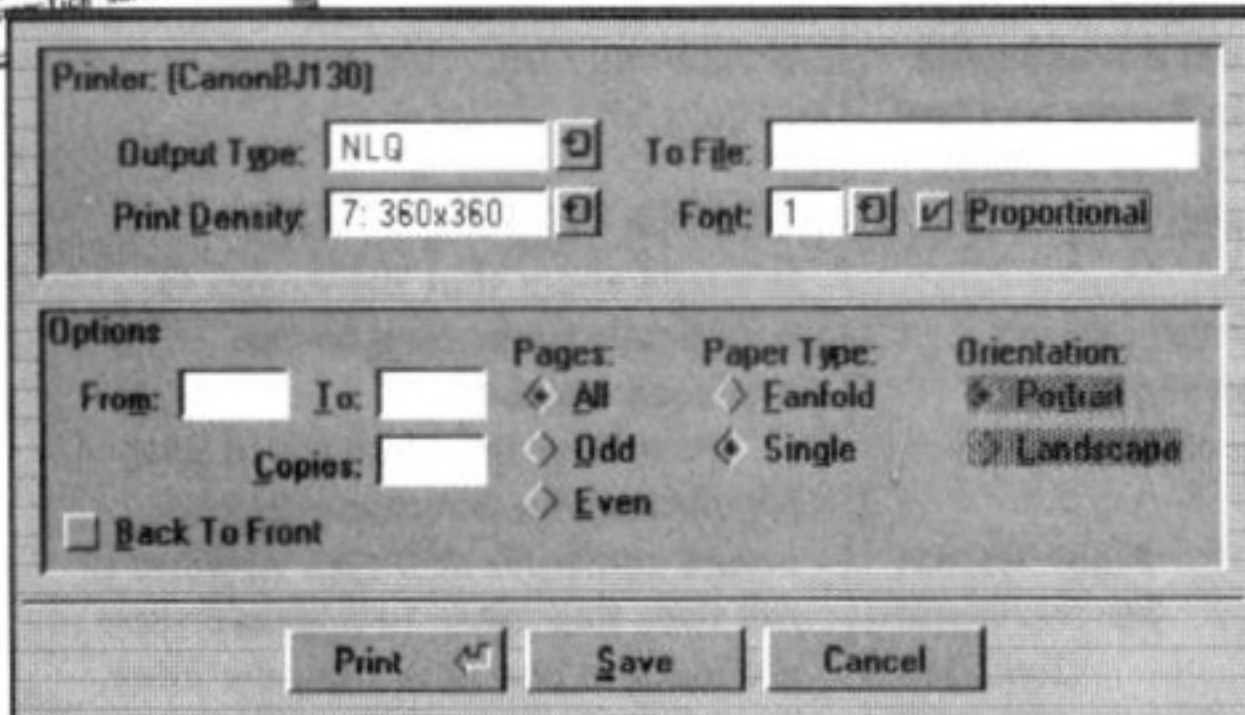 Printer: [CanonBJ130]
Output Type: NLQ To File:
Print Density: 7: 360x360 Font: 1 Proportional
Options
Pages: Paper Type: Orientation:
From: To: All Fanfold Portrait
Copies: Odd Single Landscape
Even
Back To Front
Print Save Cancel